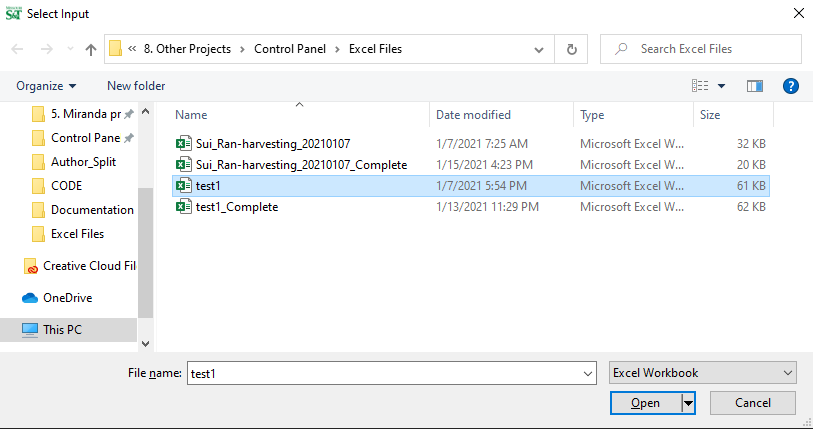 Select Input
« 8. Other Projects > Control Panel > Excel Files
Search Excel Files
Organize
New folder
?
5. Miranda pr
Control Pane
Author_Split
CODE
Documentation
Excel Files
Creative Cloud Fil
OneDrive
This PC
Name Date modified Type Size
Sui_Ran-harvesting_20210107 1/7/2021 7:25 AM Microsoft Excel W... 32 KB
Sui_Ran-harvesting_20210107_Complete 1/15/2021 4:23 PM Microsoft Excel W... 20 KB
test1 1/7/2021 5:54 PM Microsoft Excel W... 61 KB
test1_Complete 1/13/2021 11:29 PM Microsoft Excel W... 62 KB
File name: test1 Excel Workbook
Open Cancel